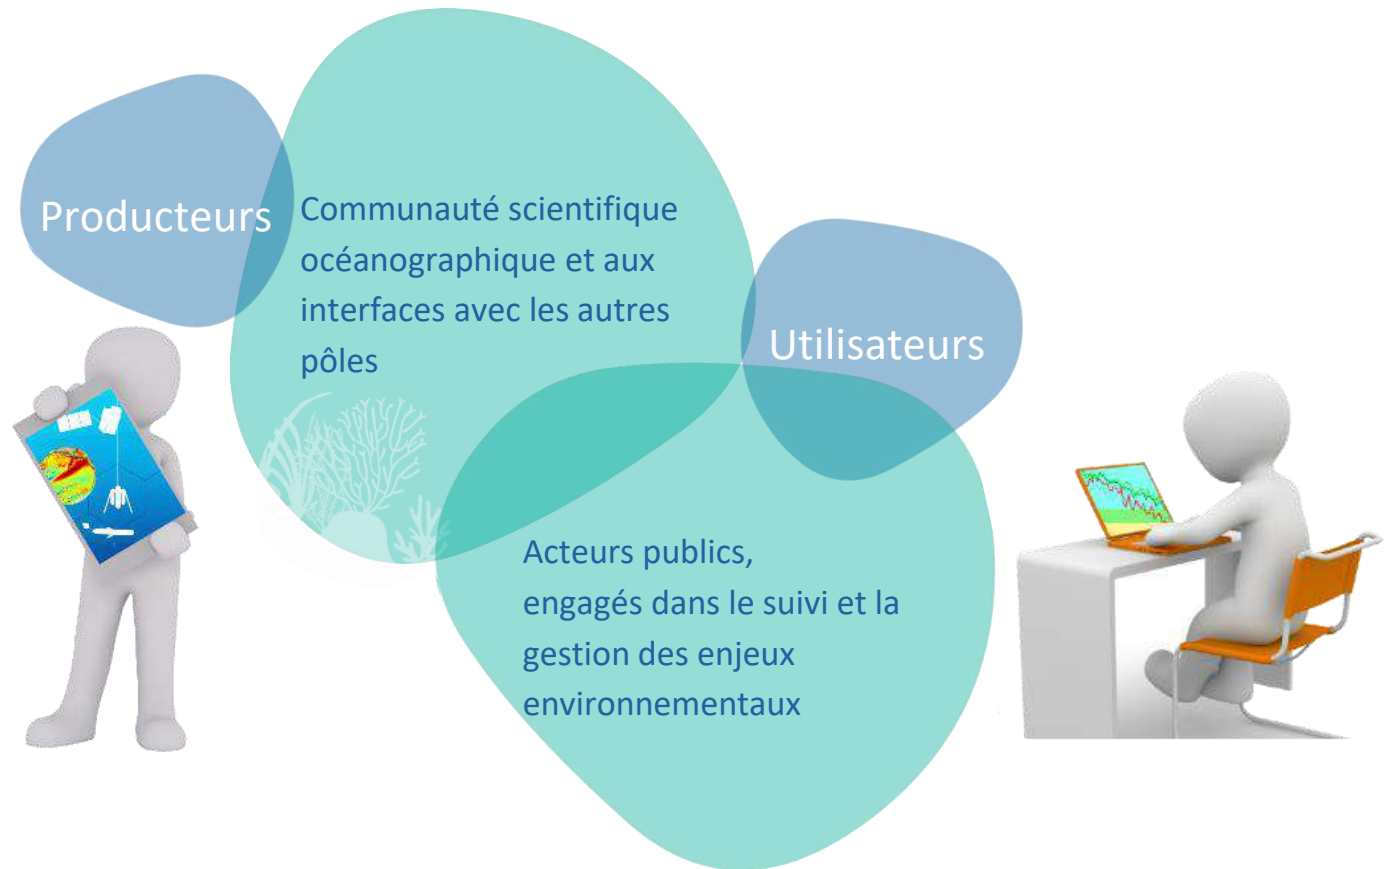 Producteurs
Communauté scientifique
océanographique et aux
interfaces avec les autres
pôles
Utilisateurs
Acteurs publics,
engagés dans le suivi et la
gestion des enjeux
environnementaux